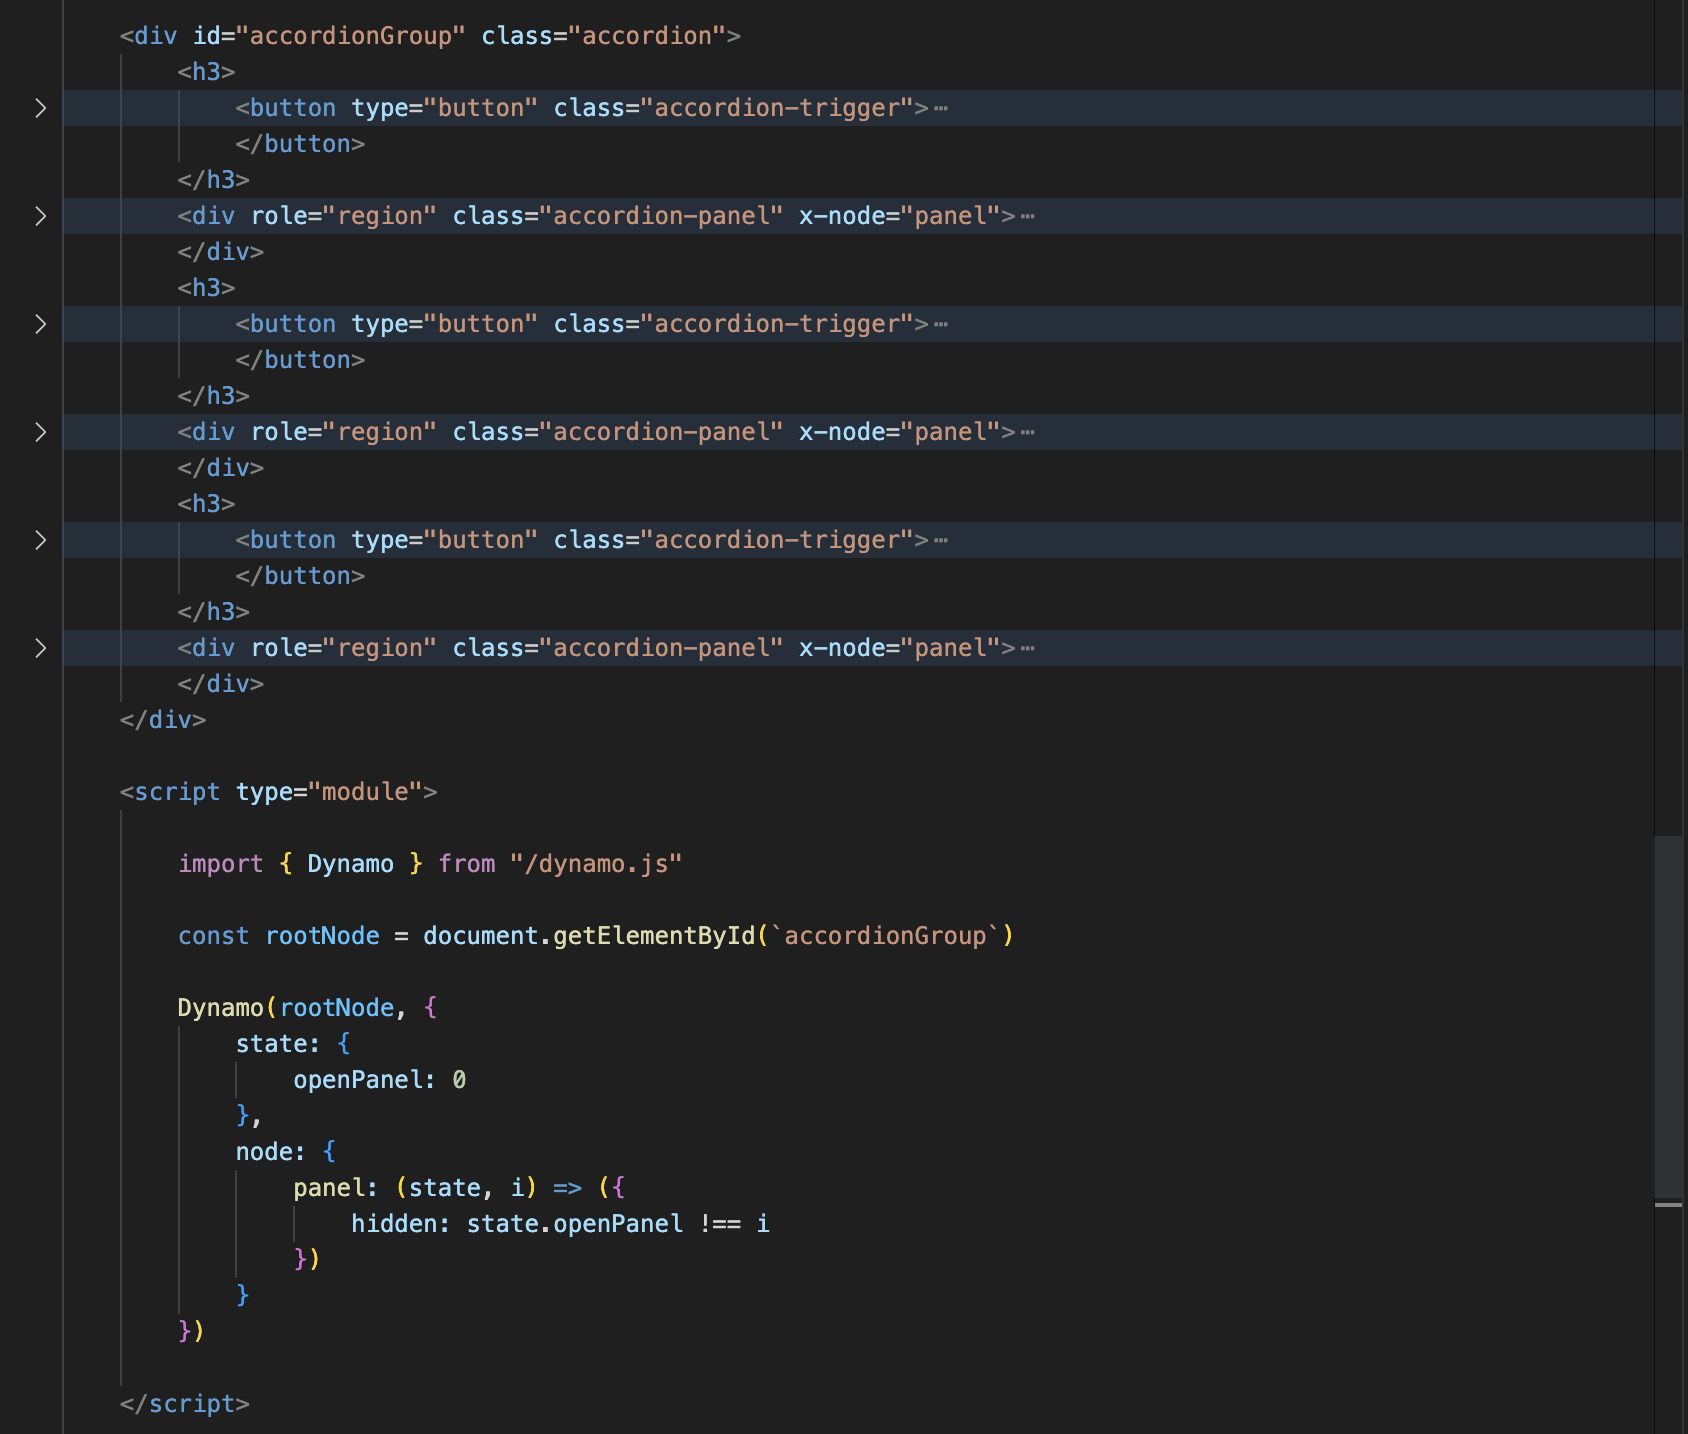 <div id="accordionGroup" class="accordion">
<h3>
<button type="button" class="accordion-trigger">⋯
</button>
</h3>
<div role="region" class="accordion-panel" x-node="panel">⋯
</div>
<h3>
<button type="button" class="accordion-trigger">⋯
</button>
</h3>
<div role="region" class="accordion-panel" x-node="panel">⋯
</div>
<h3>
<button type="button" class="accordion-trigger">⋯
</button>
</h3>
<div role="region" class="accordion-panel" x-node="panel">⋯
</div>
</div>
<script type="module">
import { Dynamo } from "/dynamo.js"
const rootNode = document.getElementById(`accordionGroup`)
Dynamo(rootNode, {
state: {
openPanel: 0
},
node: {
panel: (state, i) => ({
hidden: state.openPanel !== i
})
}
})
</script>